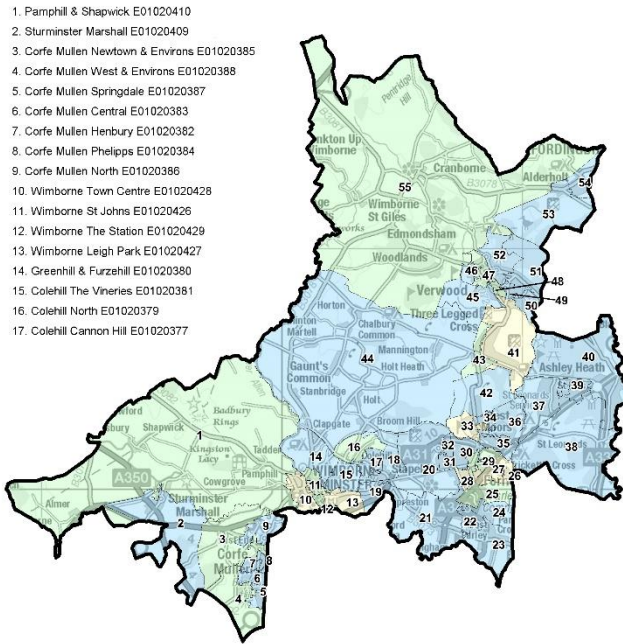 1. Pamphill & Shapwick E01020410
2. Sturminster Marshall E01020409
3. Corfe Mullen Newtown & Environs E01020385
4. Corfe Mullen West & Environs E01020388
5. Corfe Mullen Springdale E01020387
6. Corfe Mullen Central E01020383
7. Corfe Mullen Henbury E01020382
8. Corfe Mullen Phelipps E01020384
9. Corfe Mullen North E01020386
10. Wimborne Town Centre E01020428
11. Wimborne St Johns E01020426
12. Wimborne The Station E01020429
13. Wimborne Leigh Park E01020427
14. Greenhill & Furzehill E01020380
15. Colehill The Vineries E01020381
16. Colehill North E01020379
17. Colehill Cannon Hill E01020377
Pentridge
Hill
Wimborne
Cranborne
B3078
Alderholt
54
55
53
Wimborne
St Giles
Edmondsham
Woodlands
52
51
46
47
48
Verwood
45
49
50
Three Legged
Cross
Horton
Chalbury
Common
43
41
40
44
Mannington
Holt Heath
Ashley Heath
Gaunt's
Common
Stanbridge
Holt
39
42
37
Clapgate
Broom Hill
34
36
33
38
1
Badbury
Rings
Shapwick
Kingston
Lacy
Cowgrove
Pamphill
14
16
A31
32
35
30
15
17
18
31
29
27
26
20
28
11
10
19
25
A350
12
13
24
Almer
Sturminster
Marshall
2
3
9
21
22
23
Corfe
7
8
6
5
4